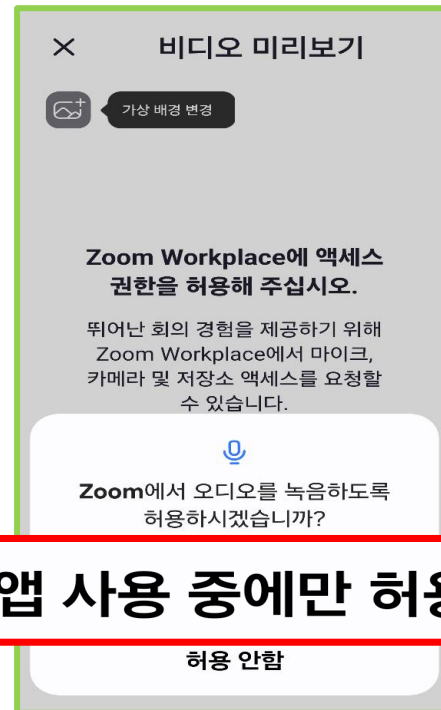 비디오 미리보기
가상 배경 변경
Zoom Workplace에 액세스
권한을 허용해 주십시오.
뛰어난 회의 경험을 제공하기 위해
Zoom Workplace에서 마이크,
카메라 및 저장소 액세스를 요청할
수 있습니다.
Zoom에서 오디오를 녹음하도록
허용하시겠습니까?
앱 사용 중에만 허용
허용 안함